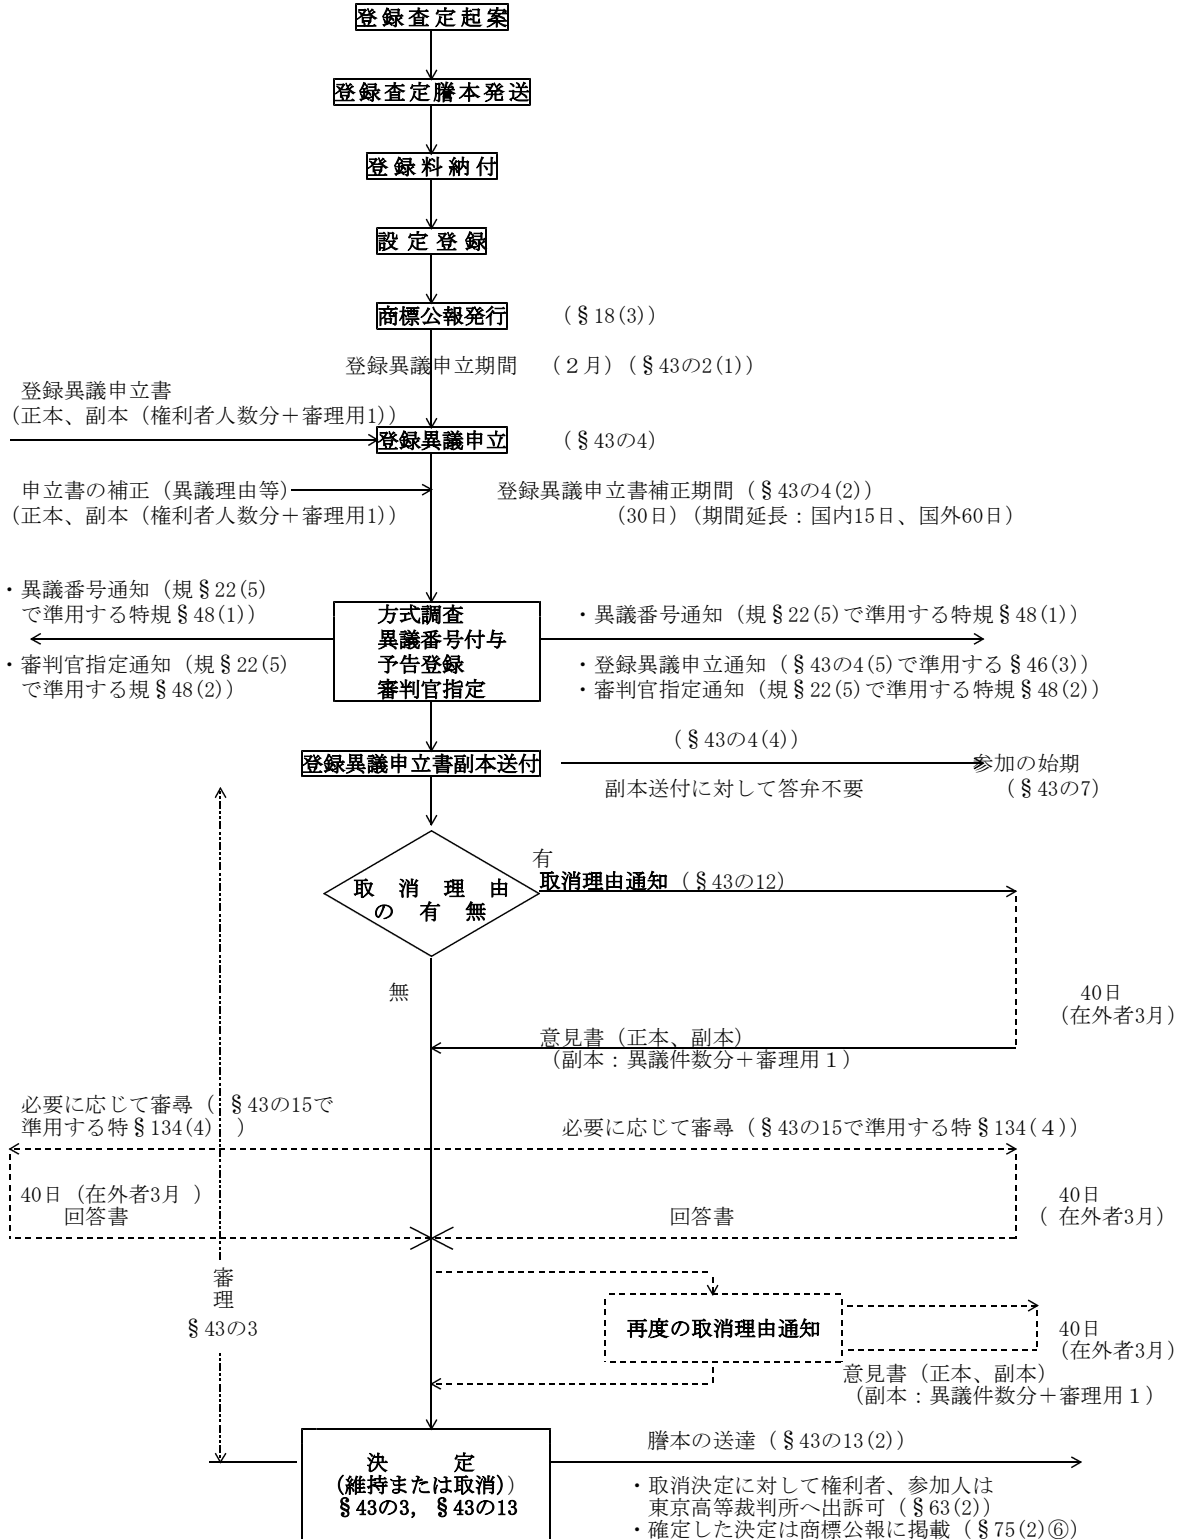 登録査定起案
登録査定謄本発送
登録料納付
設定登録
商標公報発行 (§18(3))
登録異議申立期間 (２月)(§43の2(1))
登録異議申立書
(正本、副本(権利者人数分＋審理用1))
登録異議申立 (§43の4)
申立書の補正(異議理由等)
(正本、副本(権利者人数分＋審理用1))
登録異議申立書補正期間(§43の4(2))
(30日)(期間延長：国内15日、国外60日)
・異議番号通知(規§22(5)
で準用する特規§48(1))
・審判官指定通知(規§22(5)
で準用する規§48(2))
方式調査
異議番号付与
予告登録
審判官指定
・異議番号通知(規§22(5)で準用する特規§48(1))
・登録異議申立通知(§43の4(5)で準用する§46(3))
・審判官指定通知(規§22(5)で準用する特規§48(2))
登録異議申立書副本送付
(§43の4(4))
副本送付に対して答弁不要
参加の始期
(§43の7)
取消理由
の有無
有
取消理由通知(§43の12)
無
40日
(在外者3月)
意見書(正本、副本)
(副本：異議件数分＋審理用１)
必要に応じて審尋( §43の15で
準用する特§134(4) )
必要に応じて審尋(§43の15で準用する特§134(４))
40日(在外者3月 )
回答書
回答書
40日
( 在外者3月)
審
理
§43の3
再度の取消理由通知
40日
(在外者3月)
意見書(正本、副本)
(副本：異議件数分＋審理用１)
決定
(維持または取消))
§43の3, §43の13
謄本の送達(§43の13(2))
・取消決定に対して権利者、参加人は
東京高等裁判所へ出訴可(§63(2))
・確定した決定は商標公報に掲載(§75(2)⑥)